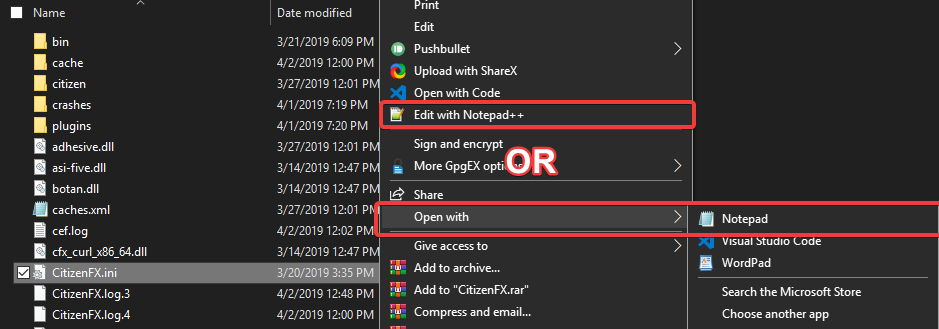 Name Date modified
bin 3/21/2019 6:09 PM
cache 4/2/2019 12:00 PM
citizen 3/27/2019 12:01 PM
crashes 4/1/2019 7:19 PM
plugins 4/1/2019 7:20 PM
adhesive.dll 3/27/2019 12:01 PM
asi-five.dll 3/14/2019 12:47 PM
botan.dll 3/14/2019 12:47 PM
caches.xml 3/27/2019 12:01 PM
cef.log 4/2/2019 12:02 PM
cfx_curl_x86_64.dll 3/14/2019 12:47 PM
CitizenFX.ini 3/20/2019 3:35 PM
CitizenFX.log.3 4/2/2019 12:48 PM
CitizenFX.log.4 4/2/2019 12:00 PM
Print
Edit
Pushbullet
Upload with ShareX
Open with Code
Edit with Notepad++
Sign and encrypt
OR
More GpgEX options
Share
Open with
Give access to
Add to archive...
Add to "CitizenFX.rar"
Compress and email...
Notepad
Visual Studio Code
WordPad
Search the Microsoft Store
Choose another app